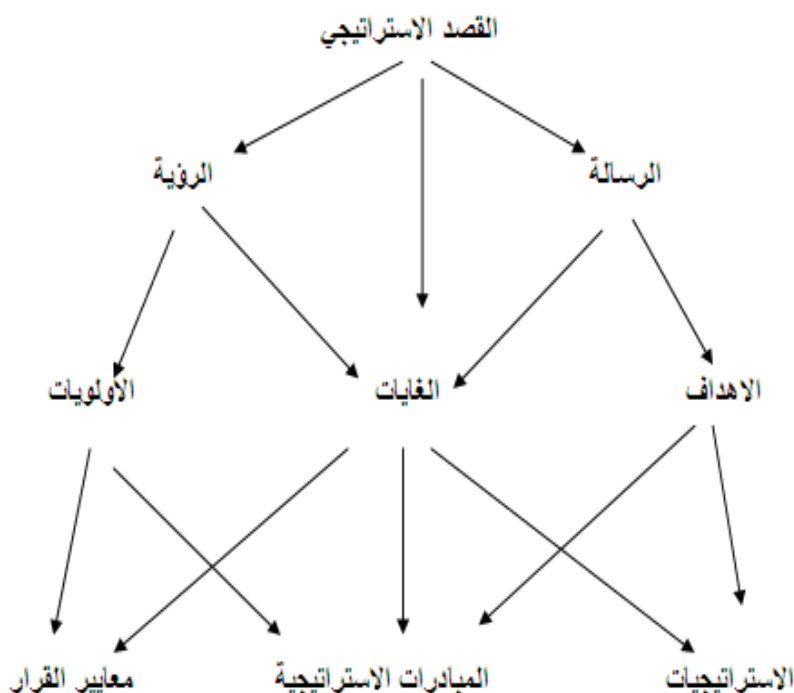 القصد الاستراتيجي
الرسالة
الرؤية
الاهداف
الغايات
الأولويات
الاستراتيجيات
المبادرات الاستراتيجية
معايير القرار